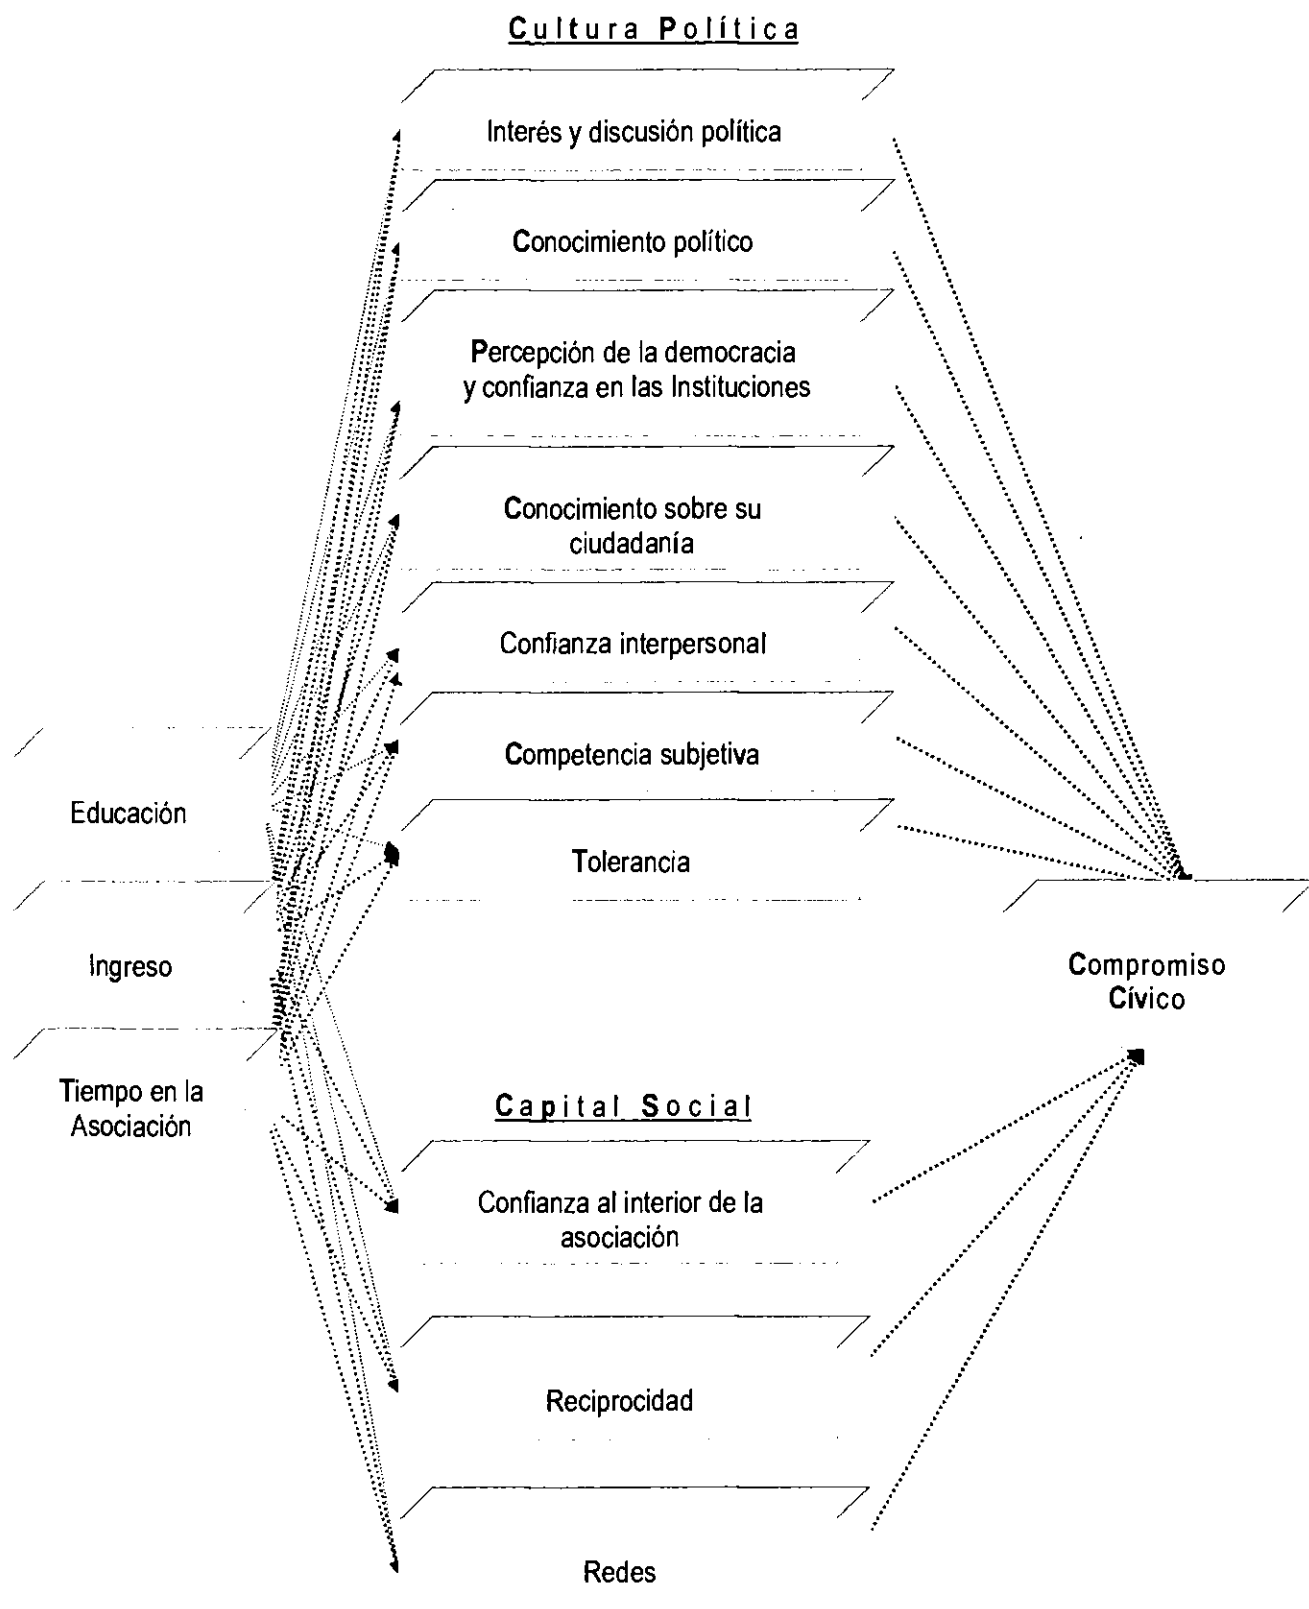 Cultura Política
Interés y discusión política
Conocimiento político
Percepción de la democracia
y confianza en las Instituciones
Conocimiento sobre su
ciudadanía
Confianza interpersonal
Competencia subjetiva
Tolerancia
Educación
Ingreso
Tiempo en la
Asociación
Compromiso
Cívico
Capital Social
Confianza al interior de la
asociación
Reciprocidad
Redes